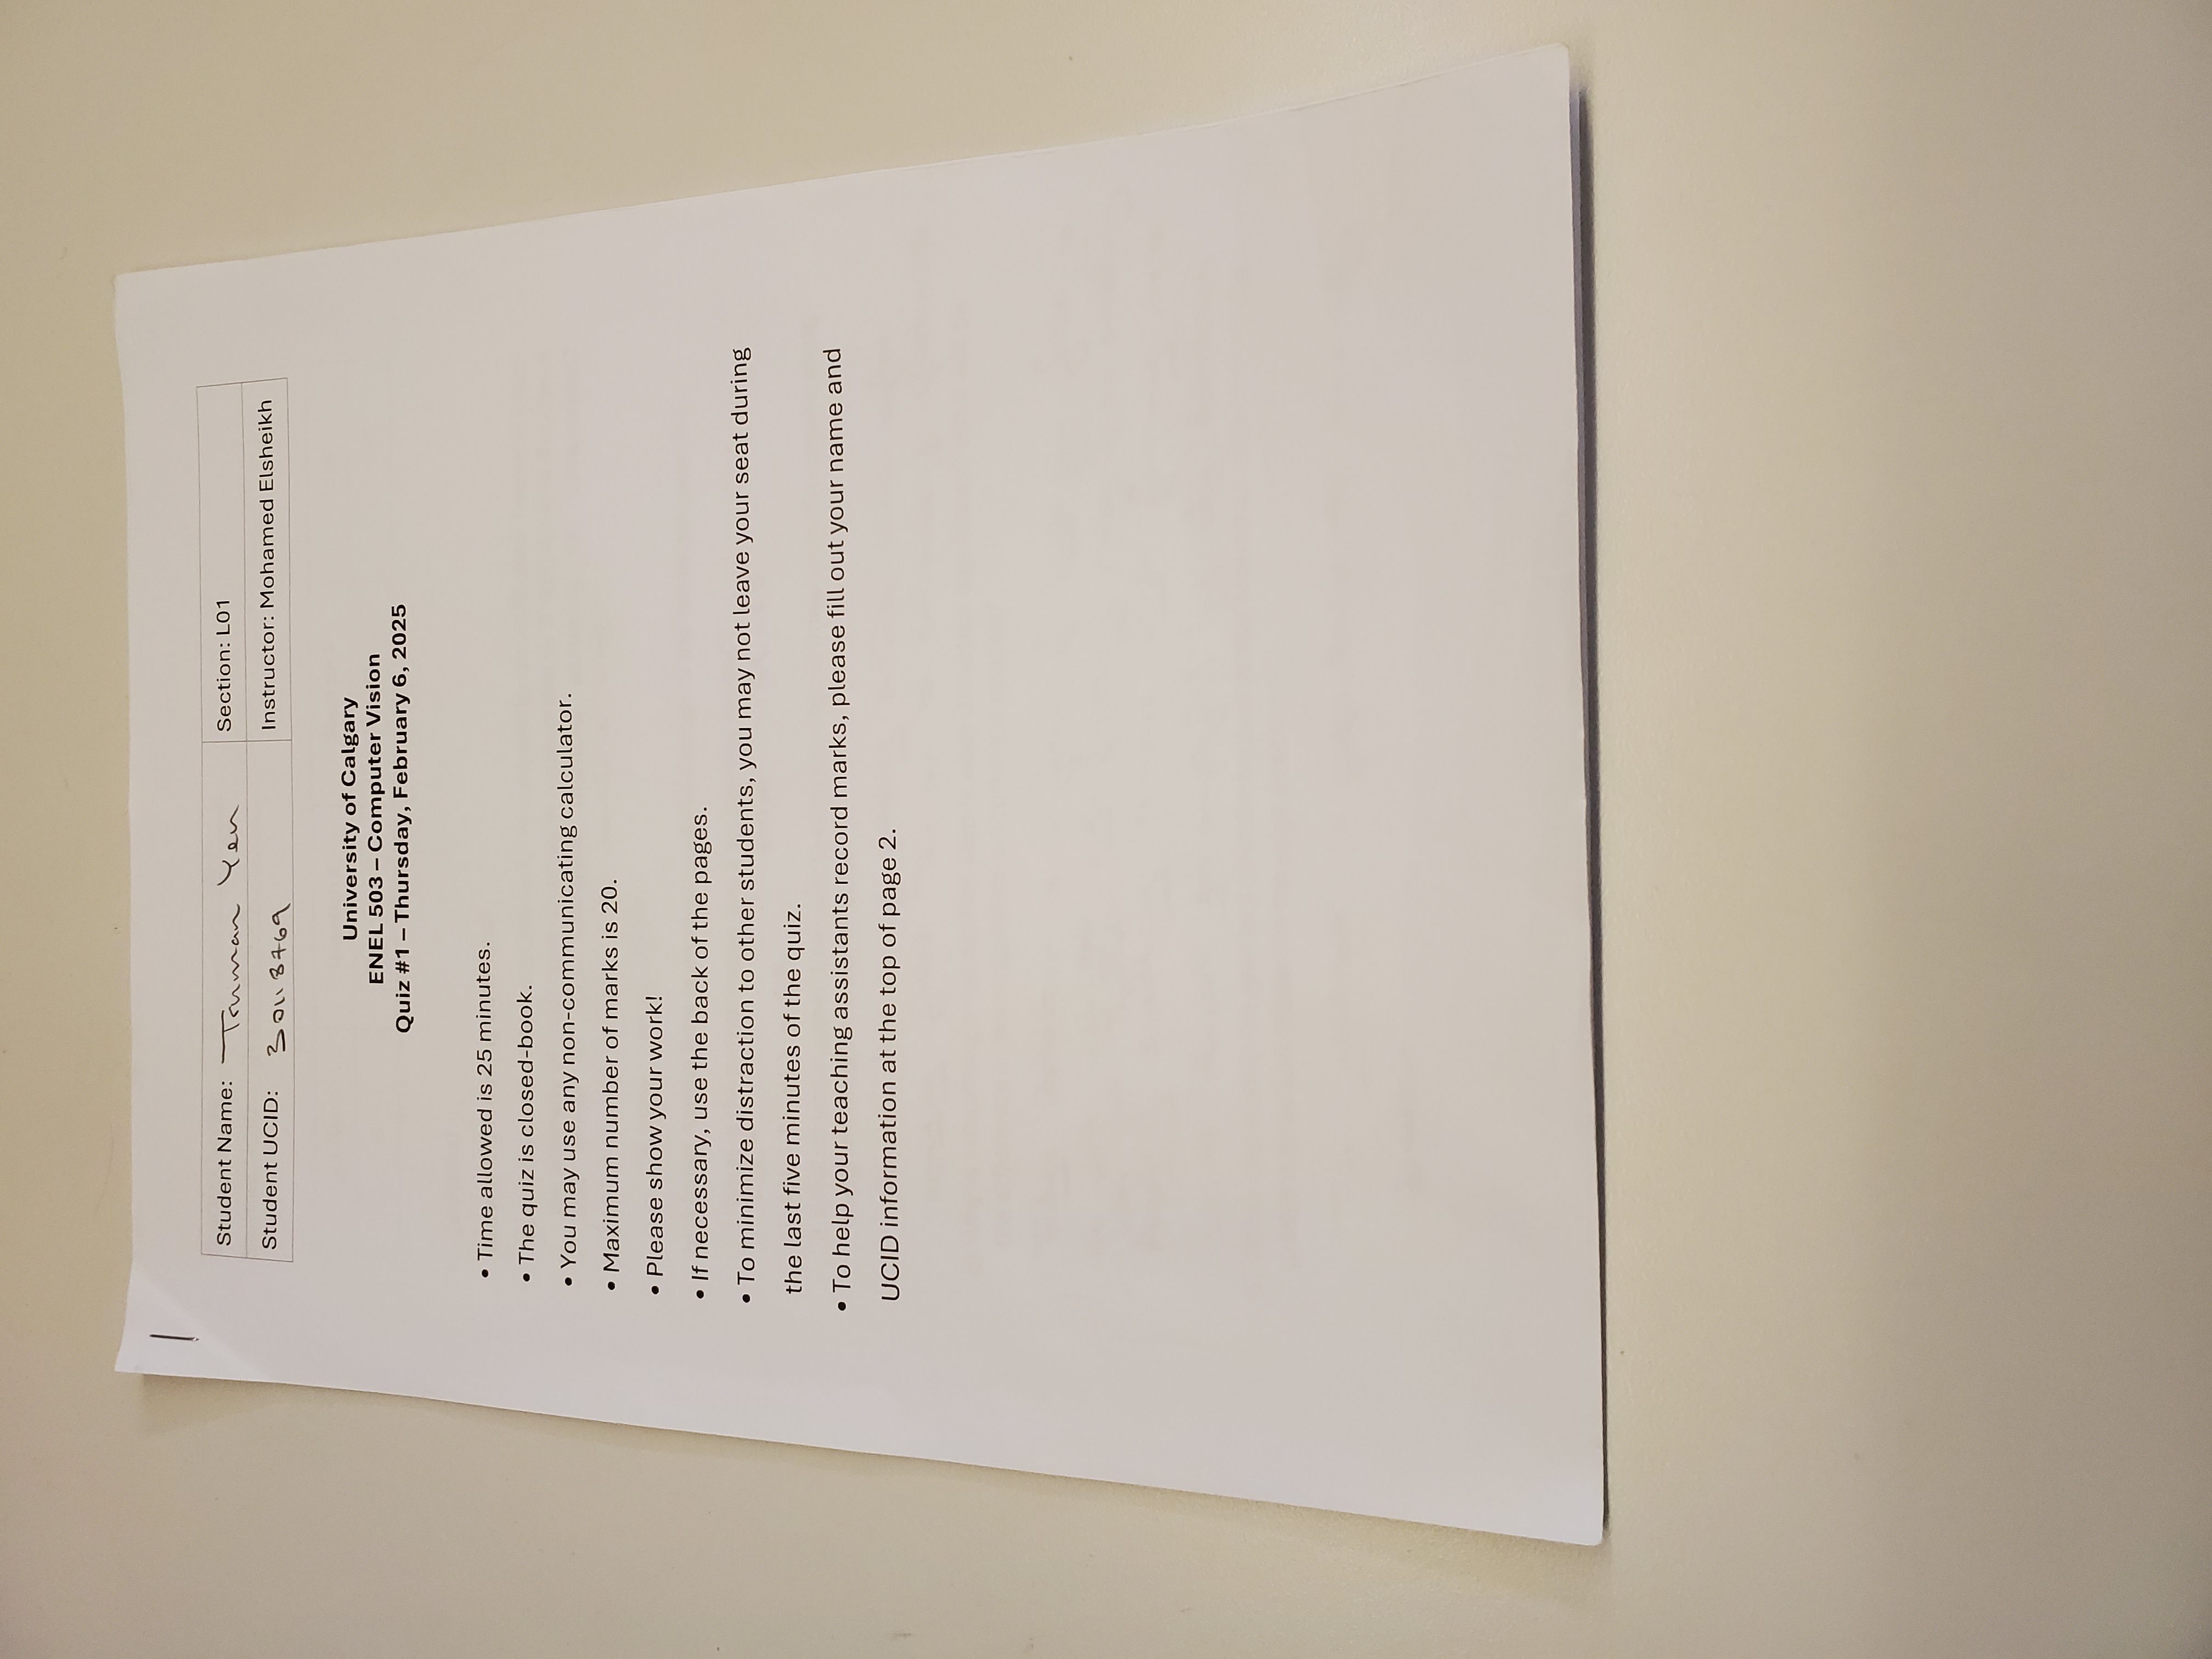 Student Name: Truman Yen
Section: L01
Student UCID: 30118769
Instructor: Mohamed Elsheikh
University of Calgary
ENEL 503 – Computer Vision
Quiz #1 – Thursday, February 6, 2025
• Time allowed is 25 minutes.
• The quiz is closed-book.
• You may use any non-communicating calculator.
• Maximum number of marks is 20.
• Please show your work!
• If necessary, use the back of the pages.
• To minimize distraction to other students, you may not leave your seat during
the last five minutes of the quiz.
• To help your teaching assistants record marks, please fill out your name and
UCID information at the top of page 2.